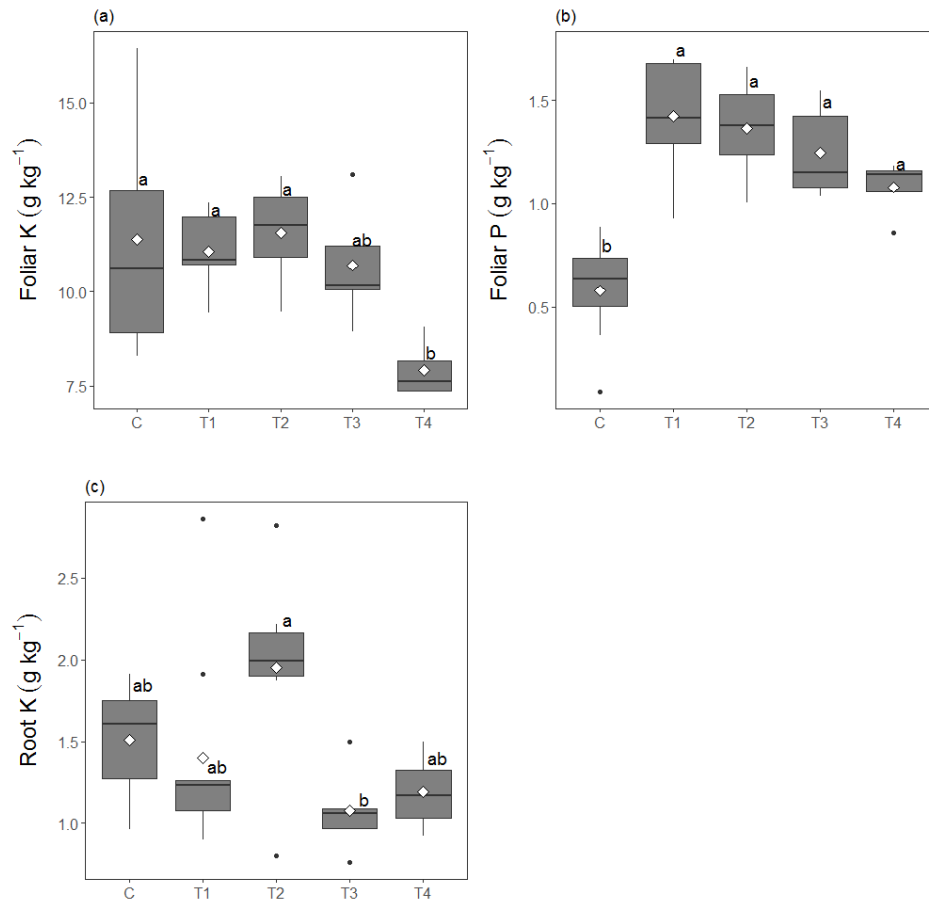 (a)
Foliar K (g kg⁻¹)
15.0
12.5
10.0
7.5
a
a
a
ab
b
C T1 T2 T3 T4
(b)
Foliar P (g kg⁻¹)
1.5
1.0
0.5
b
a
a
a
a
C T1 T2 T3 T4
(c)
Root K (g kg⁻¹)
2.5
2.0
1.5
1.0
ab
ab
a
b
ab
C T1 T2 T3 T4